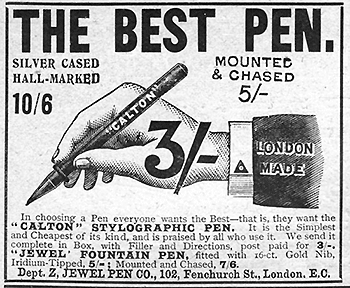 THE BEST PEN.
SILVER CASED
HALL-MARKED
10/6
MOUNTED
& CHASED
5/-
"CALTON"
3/-
LONDON
MADE
In choosing a Pen everyone wants the Best—that is, they want the
"CALTON" STYLOGRAPHIC PEN. It is the Simplest
and Cheapest of its kind, and is praised by all who use it. We send it
complete in Box, with Filler and Directions, post paid for 3/-.
"JEWEL" FOUNTAIN PEN, fitted with 16-ct. Gold Nib,
Iridium-Tipped, 5/-; Mounted and Chased, 7/6.
Dept. Z, JEWEL PEN CO., 102, Fenchurch St., London, E.C.